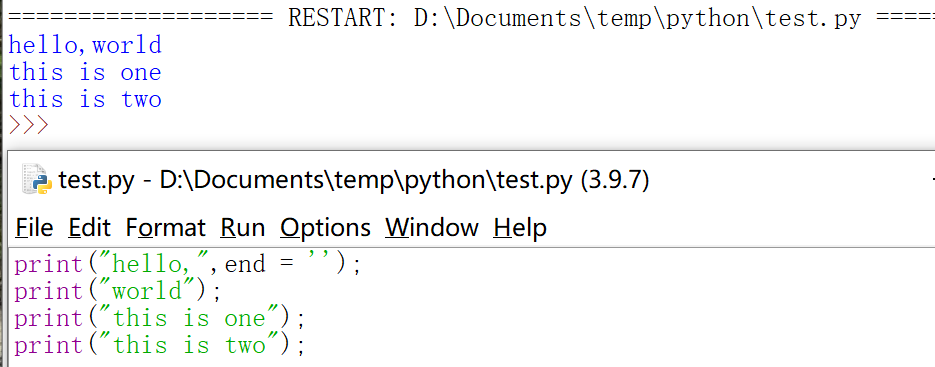 =================== RESTART: D:\Documents\temp\python\test.py =====
hello,world
this is one
this is two
>>>
test.py - D:\Documents\temp\python\test.py (3.9.7)
File Edit Format Run Options Window Help
print("hello,",end = '');
print("world");
print("this is one");
print("this is two");